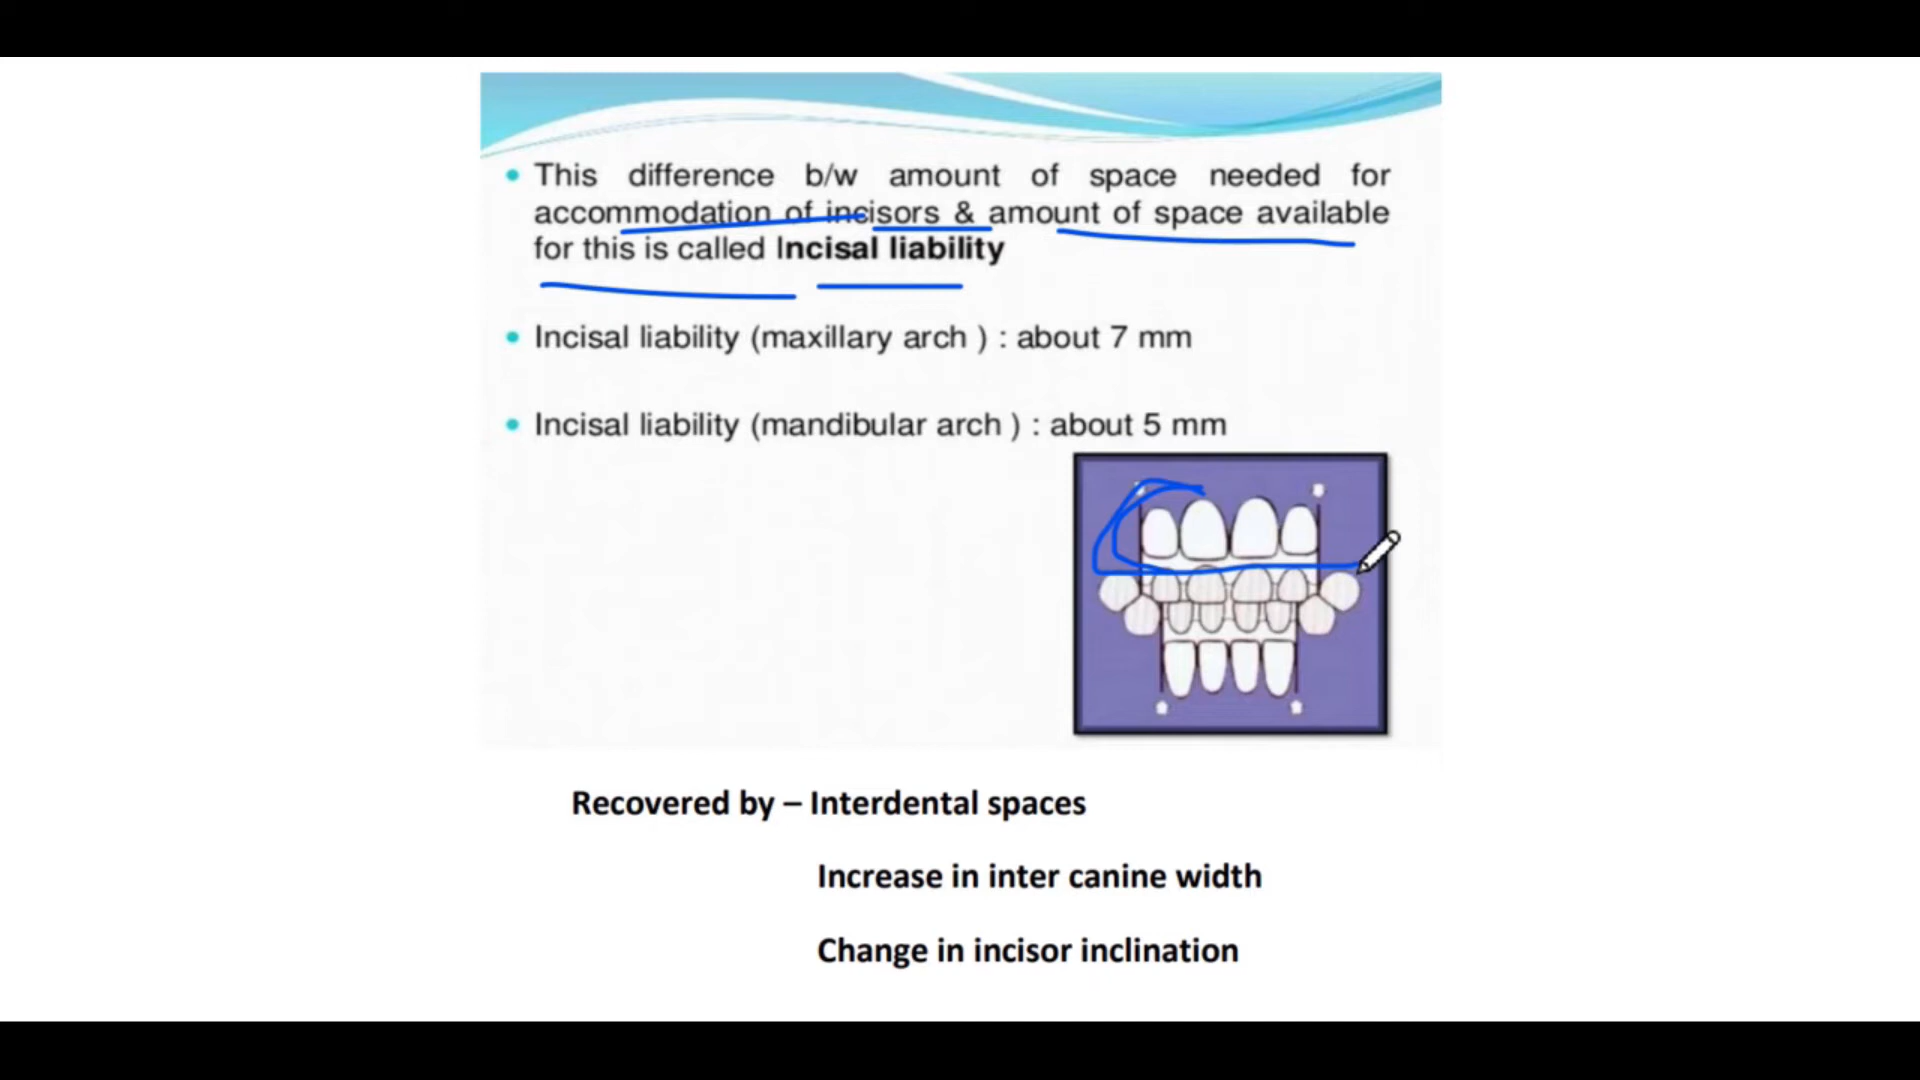 This difference b/w amount of space needed for
accommodation of incisors & amount of space available
for this is called Incisal liability
Incisal liability (maxillary arch ) : about 7 mm
Incisal liability (mandibular arch ) : about 5 mm
Recovered by – Interdental spaces
Increase in inter canine width
Change in incisor inclination